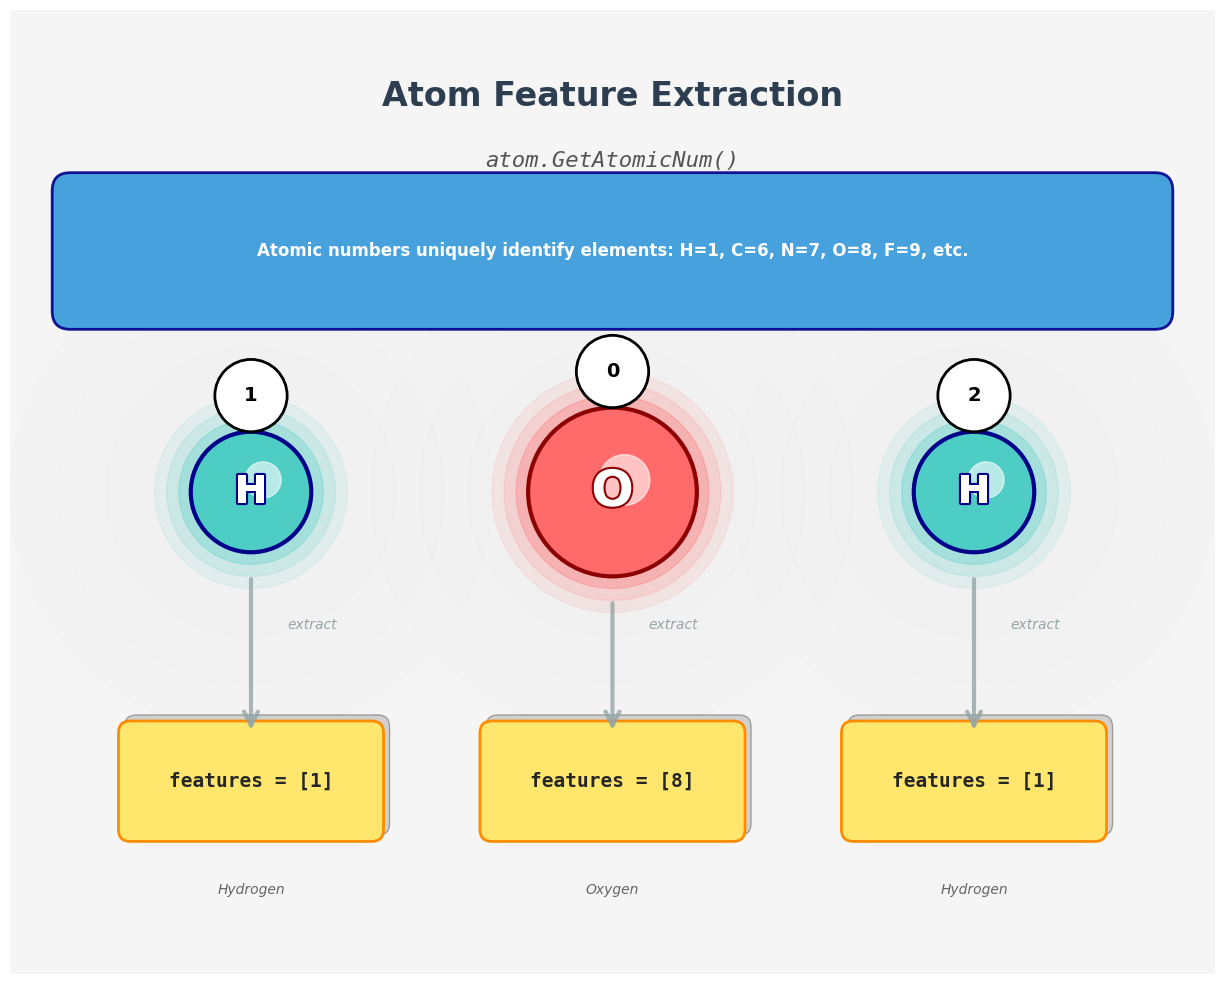 Atom Feature Extraction
atom.GetAtomicNum()
Atomic numbers uniquely identify elements: H=1, C=6, N=7, O=8, F=9, etc.
1
0
2
H
O
H
extract
extract
extract
features = [1]
features = [8]
features = [1]
Hydrogen
Oxygen
Hydrogen